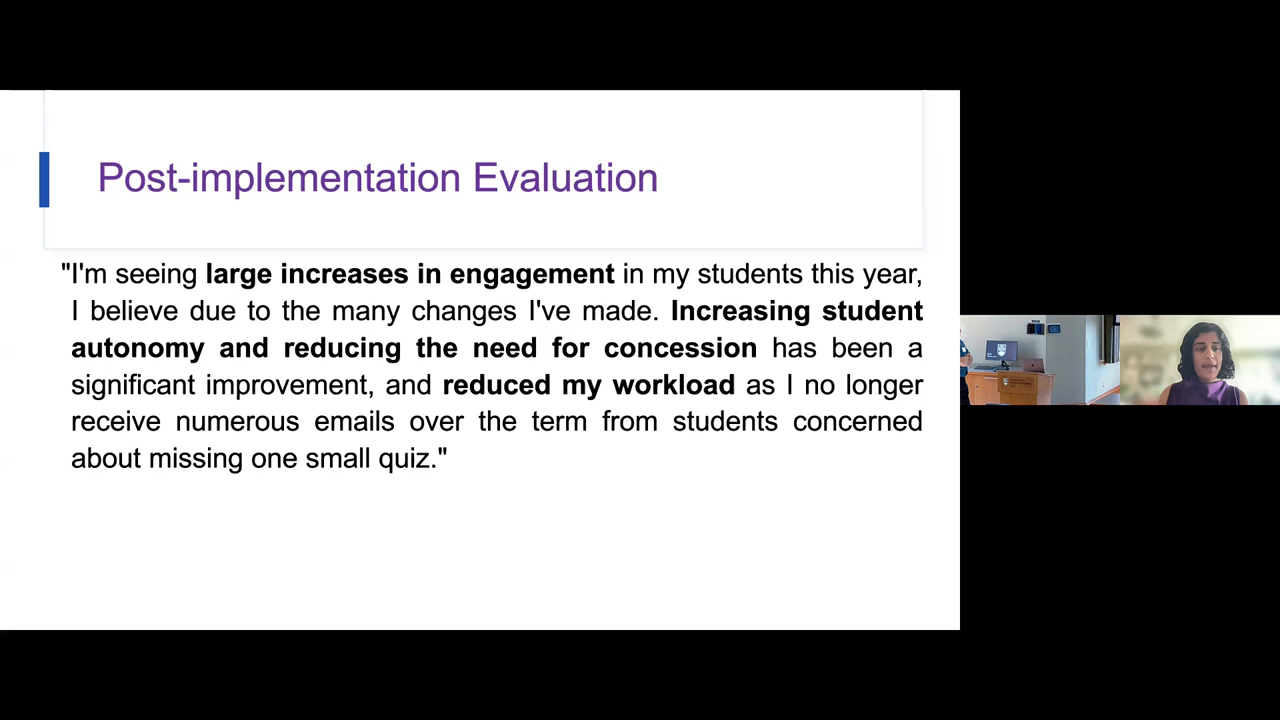 Post-implementation Evaluation
"I'm seeing large increases in engagement in my students this year,
I believe due to the many changes I've made. Increasing student
autonomy and reducing the need for concession has been a
significant improvement, and reduced my workload as I no longer
receive numerous emails over the term from students concerned
about missing one small quiz."